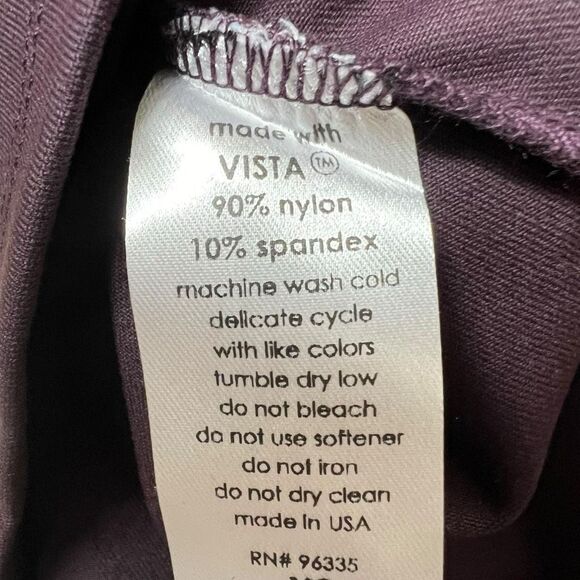 made with
VISTA™
90% nylon
10% spandex
machine wash cold
delicate cycle
with like colors
tumble dry low
do not bleach
do not use softener
do not iron
do not dry clean
made in USA
RN# 96335